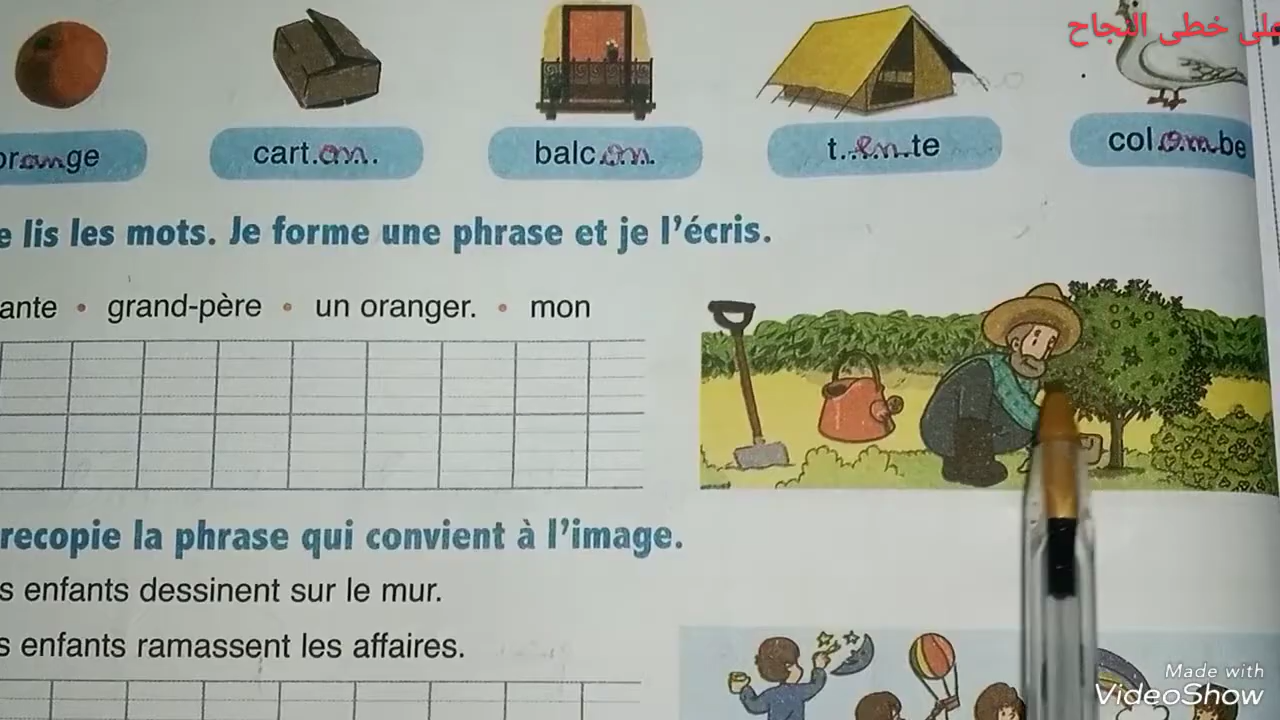 على خطى النجاح
orange cart.on. balc.on. t..en.te col.om.be
e lis les mots. Je forme une phrase et je l'écris.
ante • grand-père • un oranger. • mon
recopie la phrase qui convient à l'image.
s enfants dessinent sur le mur.
s enfants ramassent les affaires.
Made with
VideoShow